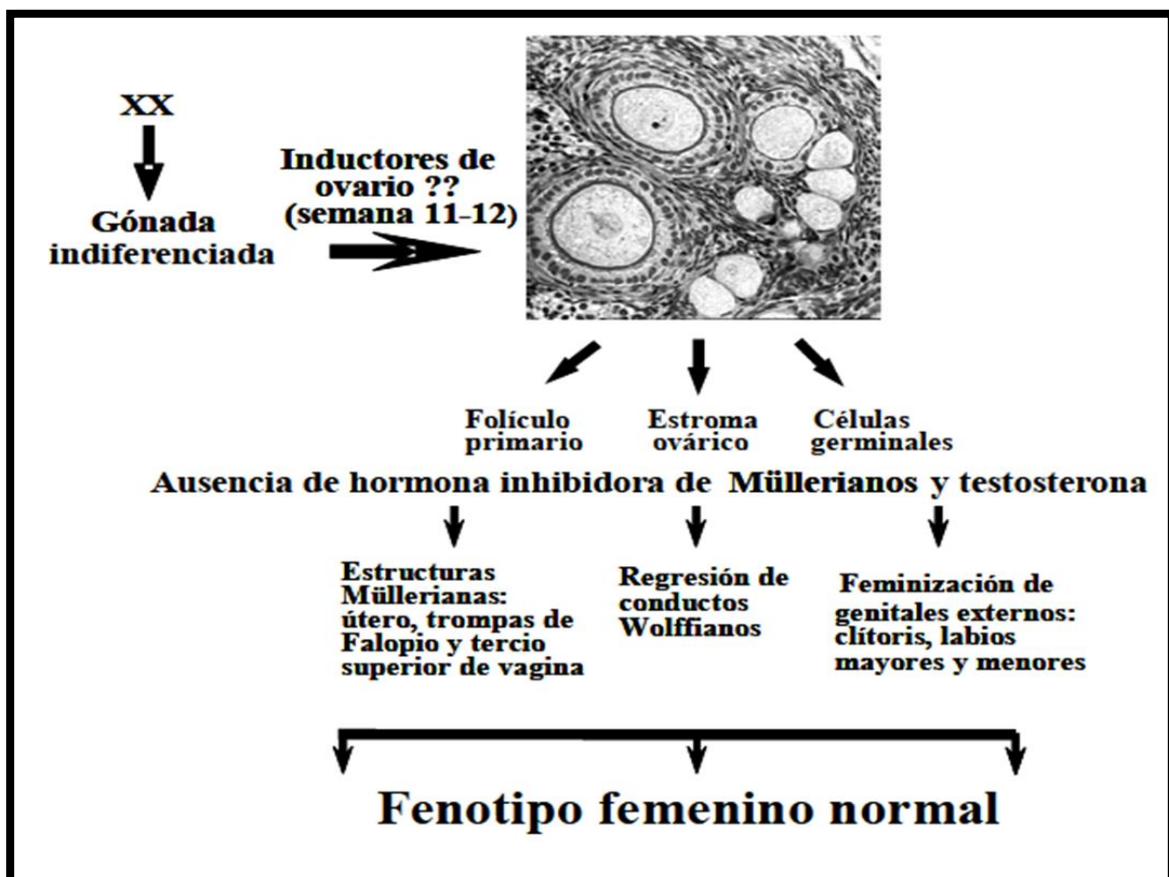 XX
Gónada
indiferenciada
Inductores de
ovario ??
(semana 11-12)
Folículo
primario
Estroma
ovárico
Células
germinales
Ausencia de hormona inhibidora de Müllerianos y testosterona
Estructuras
Müllerianas:
útero, trompas de
Falopio y tercio
superior de vagina
Regresión de
conductos
Wolffianos
Feminización de
genitales externos:
clítoris, labios
mayores y menores
Fenotipo femenino normal